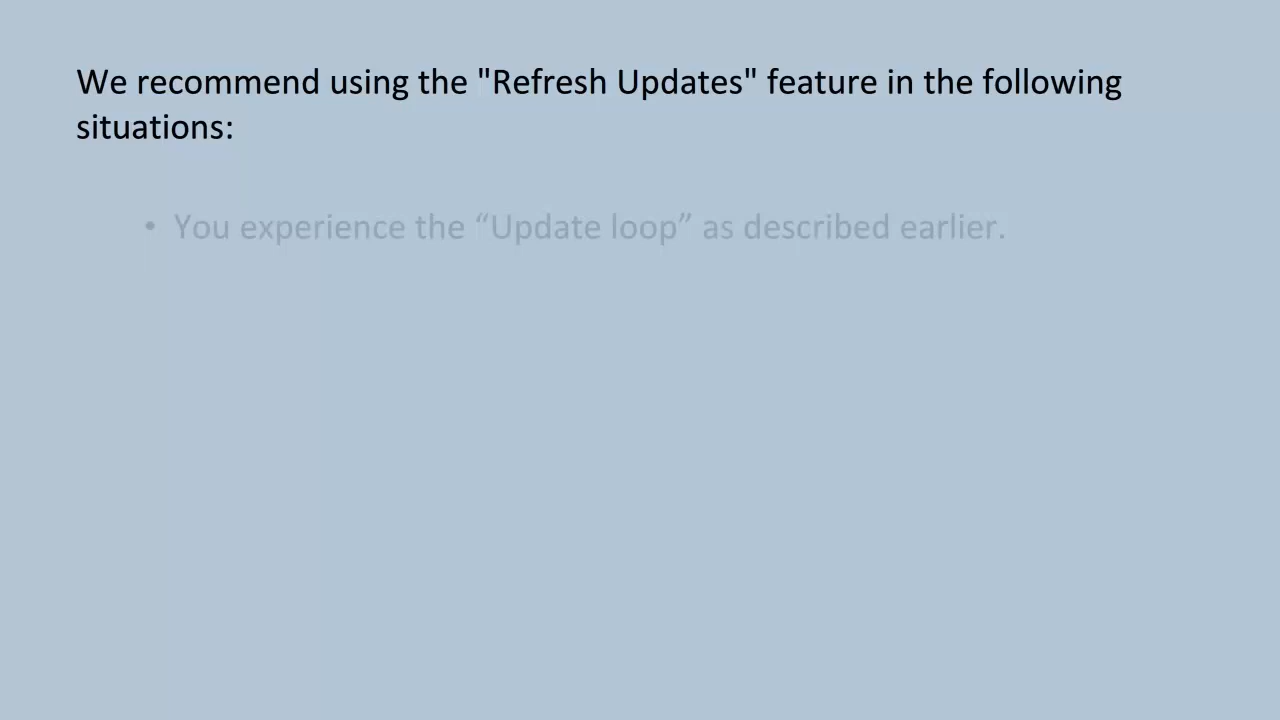 We recommend using the "Refresh Updates" feature in the following
situations:
• You experience the “Update loop” as described earlier.